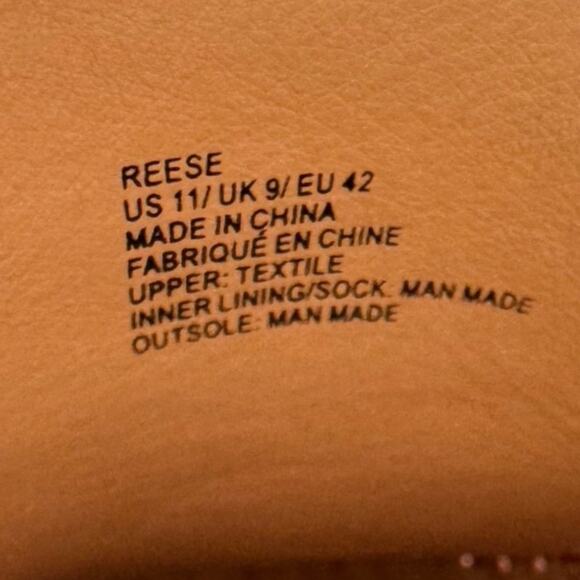 REESE
US 11/ UK 9/ EU 42
MADE IN CHINA
FABRIQUÉ EN CHINE
UPPER: TEXTILE
INNER LINING/SOCK: MAN MADE
OUTSOLE: MAN MADE